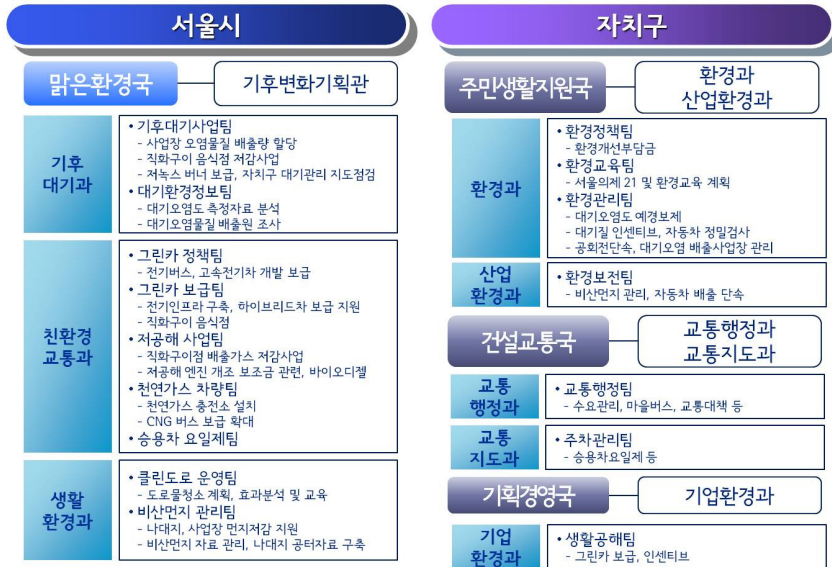 서울시
맑은환경국
기후변화기획관
기후
대기과
• 기후대기사업팀
- 사업장 오염물질 배출량 할당
- 직화구이 음식점 저감사업
- 저녹스 버너 보급, 자치구 대기관리 지도점검
• 대기환경정보팀
- 대기오염도 측정자료 분석
- 대기오염물질 배출원 조사
친환경
교통과
• 그린카 정책팀
- 전기버스, 고속전기차 개발 보급
• 그린카 보급팀
- 전기인프라 구축, 하이브리드차 보급 지원
- 직화구이 음식점
• 저공해 사업팀
- 직화구이점 배출가스 저감사업
- 저공해 엔진 개조 보조금 관련, 바이오디젤
• 천연가스 차량팀
- 천연가스 충전소 설치
- CNG 버스 보급 확대
• 승용차 요일제팀
생활
환경과
• 클린도로 운영팀
- 도로물청소 계획, 효과분석 및 교육
• 비산먼지 관리팀
- 나대지, 사업장 먼지저감 지원
- 비산먼지 자료 관리, 나대지 공터자료 구축
자치구
주민생활지원국
환경과
산업환경과
환경과
• 환경정책팀
- 환경개선부담금
• 환경교육팀
- 서울의제 21 및 환경교육 계획
• 환경관리팀
- 대기오염도 예경보제
- 대기질 인센티브, 자동차 정밀검사
- 공회전단속, 대기오염 배출사업장 관리
산업
환경과
• 환경보전팀
- 비산먼지 관리, 자동차 배출 단속
건설교통국
교통행정과
교통지도과
교통
행정과
• 교통행정팀
- 수요관리, 마을버스, 교통대책 등
교통
지도과
• 주차관리팀
- 승용차요일제 등
기획경영국
기업환경과
기업
환경과
• 생활공해팀
- 그린카 보급, 인센티브